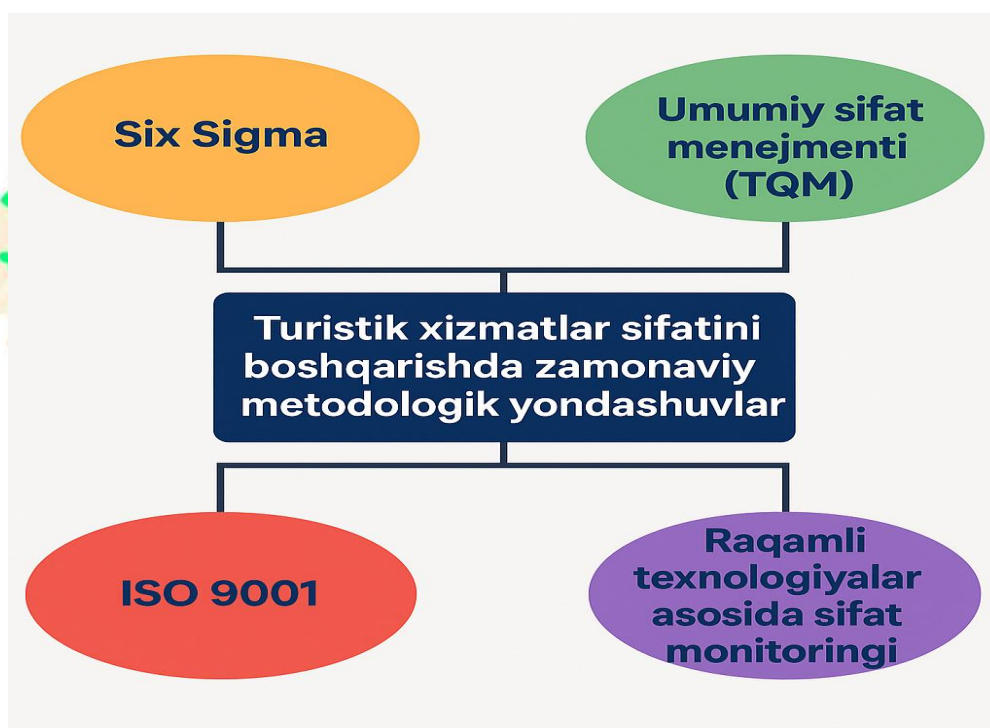 Six Sigma
Umumiy sifat
menejmenti
(TQM)
Turistik xizmatlar sifatini
boshqarishda zamonaviy
metodologik yondashuvlar
ISO 9001
Raqamli
texnologiyalar
asosida sifat
monitoringi